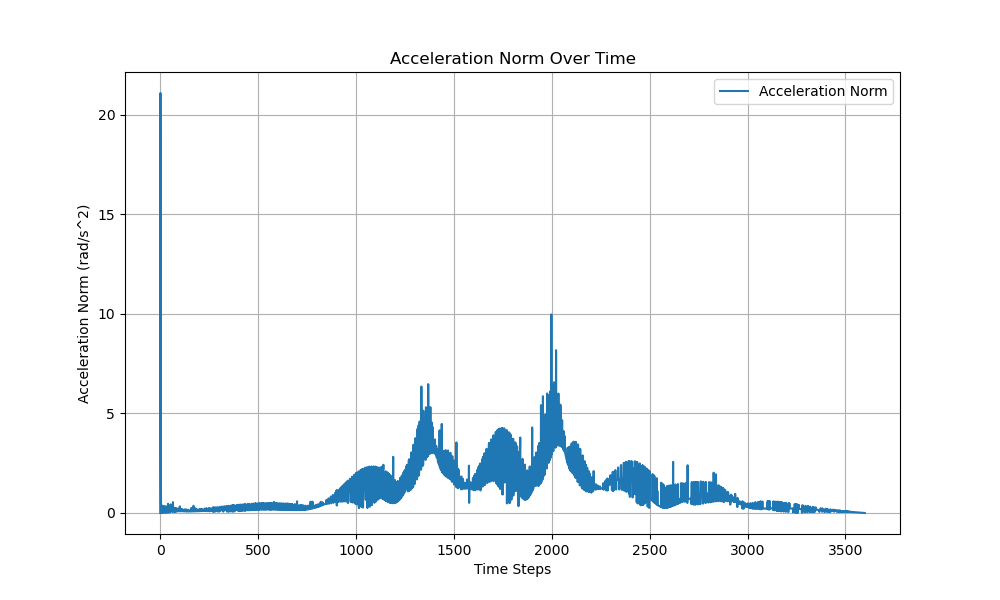 Acceleration Norm Over Time
Acceleration Norm
20
15
10
5
0
Acceleration Norm (rad/s^2)
0 500 1000 1500 2000 2500 3000 3500
Time Steps